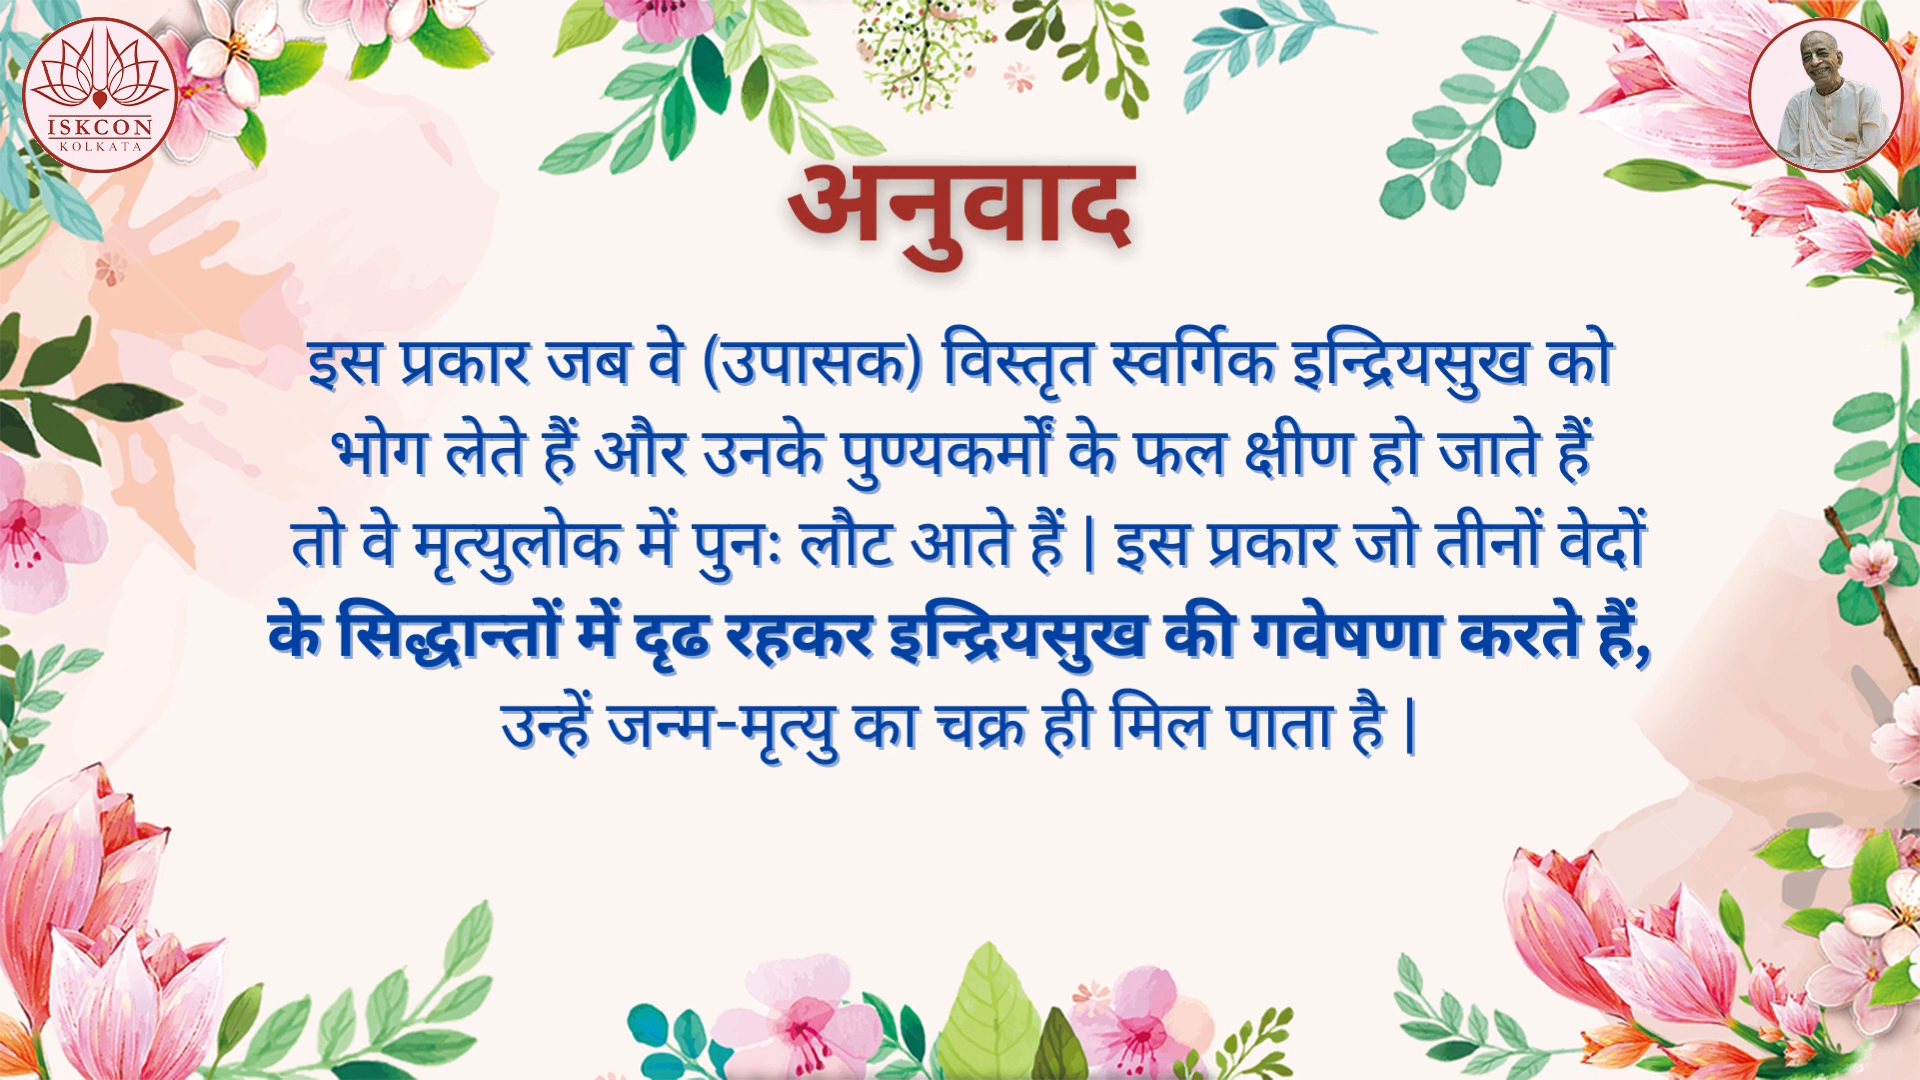 ISKCON
KOLKATA
अनुवाद
इस प्रकार जब वे (उपासक) विस्तृत स्वर्गिक इन्द्रियसुख को
भोग लेते हैं और उनके पुण्यकर्मों के फल क्षीण हो जाते हैं
तो वे मृत्युलोक में पुनः लौट आते हैं | इस प्रकार जो तीनों वेदों
के सिद्धान्तों में दृढ रहकर इन्द्रियसुख की गवेषणा करते हैं,
उन्हें जन्म-मृत्यु का चक्र ही मिल पाता है |